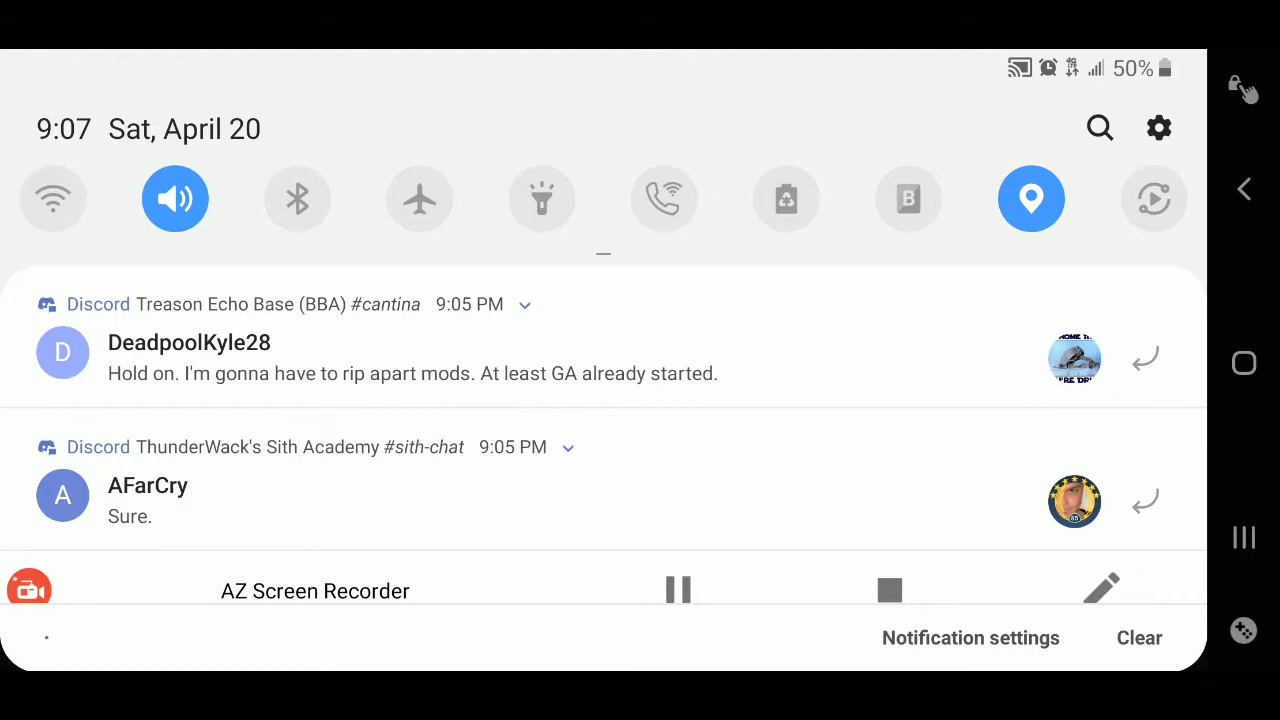 50%
9:07 Sat, April 20
B
Discord Treason Echo Base (BBA) #cantina 9:05 PM
D
DeadpoolKyle28
Hold on. I'm gonna have to rip apart mods. At least GA already started.
Discord ThunderWack's Sith Academy #sith-chat 9:05 PM
A
AFarCry
Sure.
85
AZ Screen Recorder
Notification settings Clear